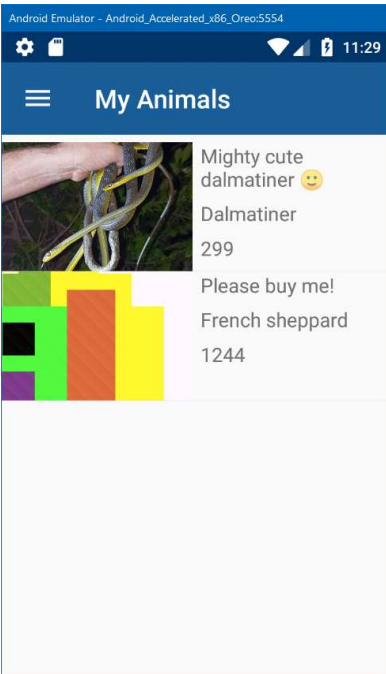 Android Emulator - Android_Accelerated_x86_Oreo:5554
11:29
My Animals
Mighty cute
dalmatiner 🙂
Dalmatiner
299
Please buy me!
French sheppard
1244